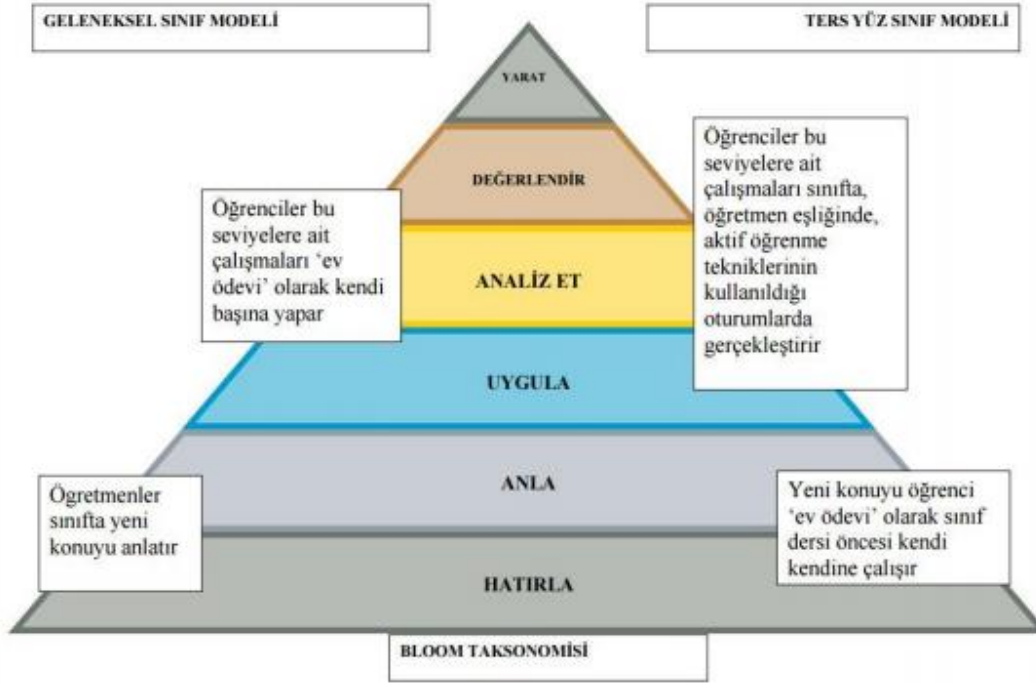 GELENEKSEL SINIF MODELİ
TERS YÜZ SINIF MODELİ
YARAT
DEĞERLENDİR
Öğrenciler bu
seviyelere ait
çalışmaları sınıfta,
öğretmen eşliğinde,
aktif öğrenme
tekniklerinin
kullanıldığı
oturumlarda
gerçekleştirir
Öğrenciler bu
seviyelere ait
çalışmaları ‘ev
ödevi’ olarak kendi
başına yapar
ANALİZ ET
UYGULA
ANLA
Ögretmenler
sınıfta yeni
konuyu anlatır
Yeni konuyu öğrenci
‘ev ödevi’ olarak sınıf
dersi öncesi kendi
kendine çalışır
HATIRLA
BLOOM TAKSONOMİSİ